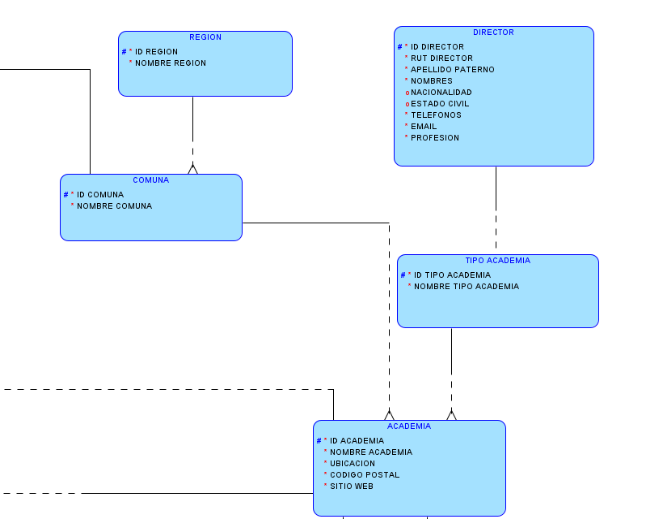 REGION
# * ID REGION
* NOMBRE REGION
DIRECTOR
# * ID DIRECTOR
* RUT DIRECTOR
* APELLIDO PATERNO
* NOMBRES
o NACIONALIDAD
o ESTADO CIVIL
* TELEFONOS
* EMAIL
* PROFESION
COMUNA
# * ID COMUNA
* NOMBRE COMUNA
TIPO ACADEMIA
# * ID TIPO ACADEMIA
* NOMBRE TIPO ACADEMIA
ACADEMIA
# * ID ACADEMIA
* NOMBRE ACADEMIA
* UBICACION
* CODIGO POSTAL
* SITIO WEB